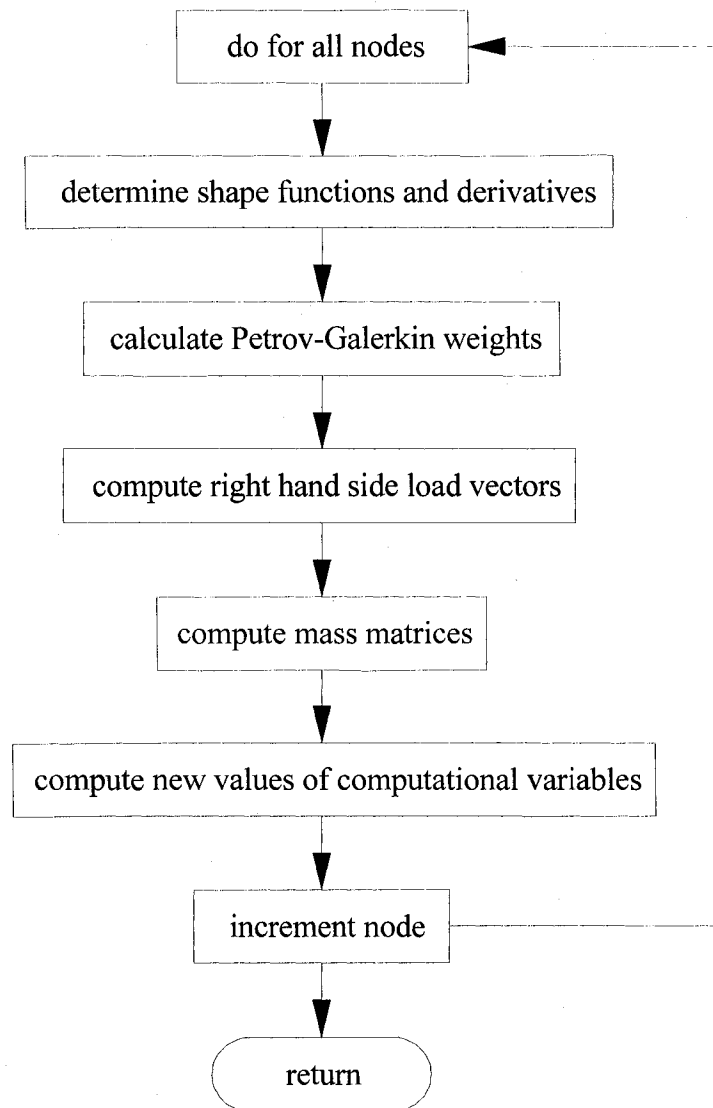 do for all nodes
determine shape functions and derivatives
calculate Petrov-Galerkin weights
compute right hand side load vectors
compute mass matrices
compute new values of computational variables
increment node
return